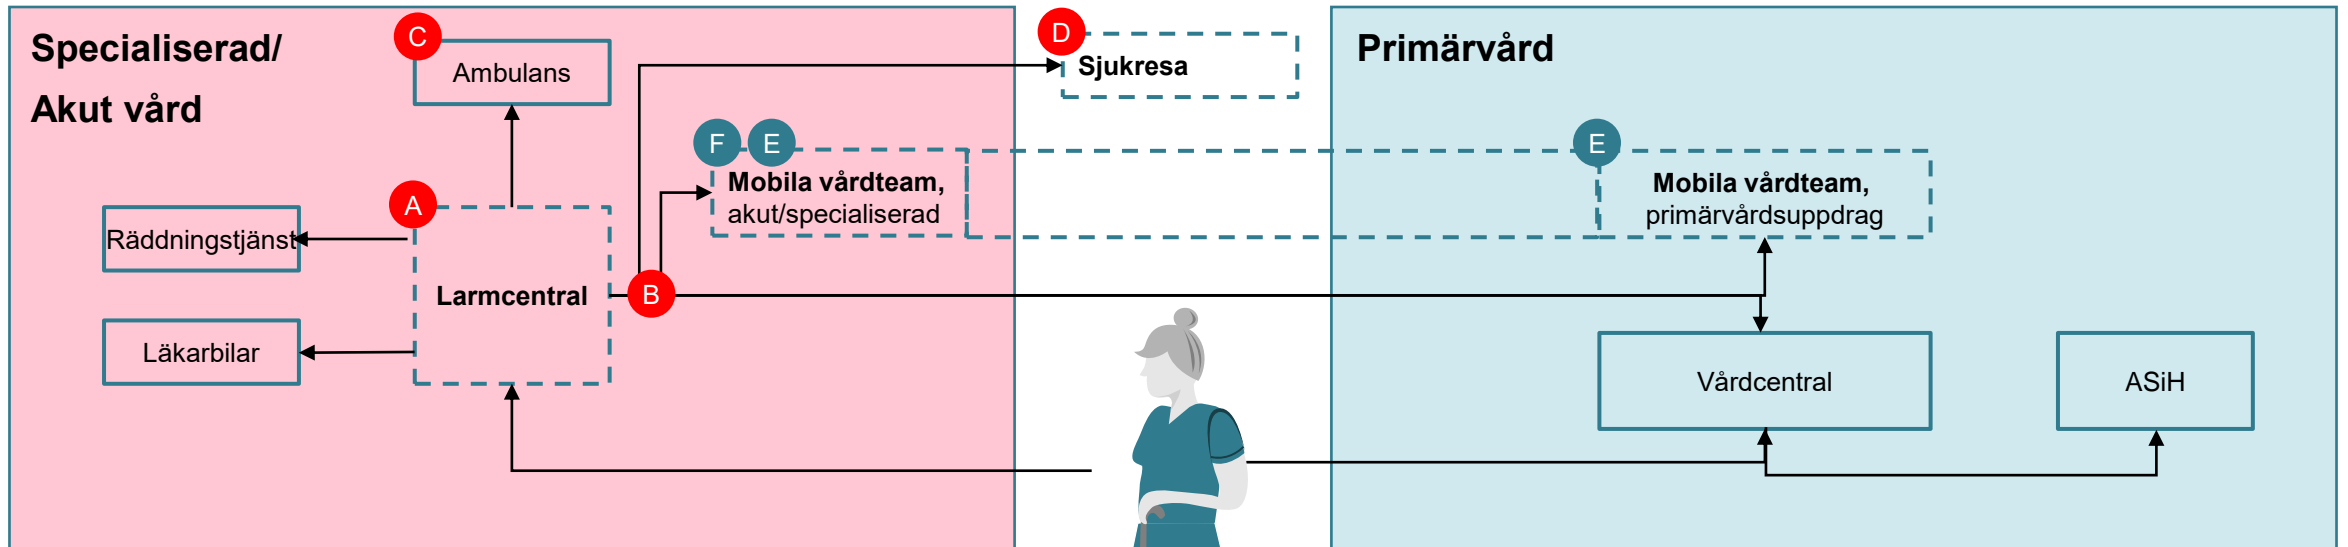 Specialiserad/
Akut vård
C
Ambulans
D
Sjukresa
Primärvård
F
E
Mobila vårdteam,
akut/specialiserad
E
Mobila vårdteam,
primärvårdsuppdrag
A
Räddningstjänst
Larmcentral
B
Läkarbilar
Vårdcentral
ASiH